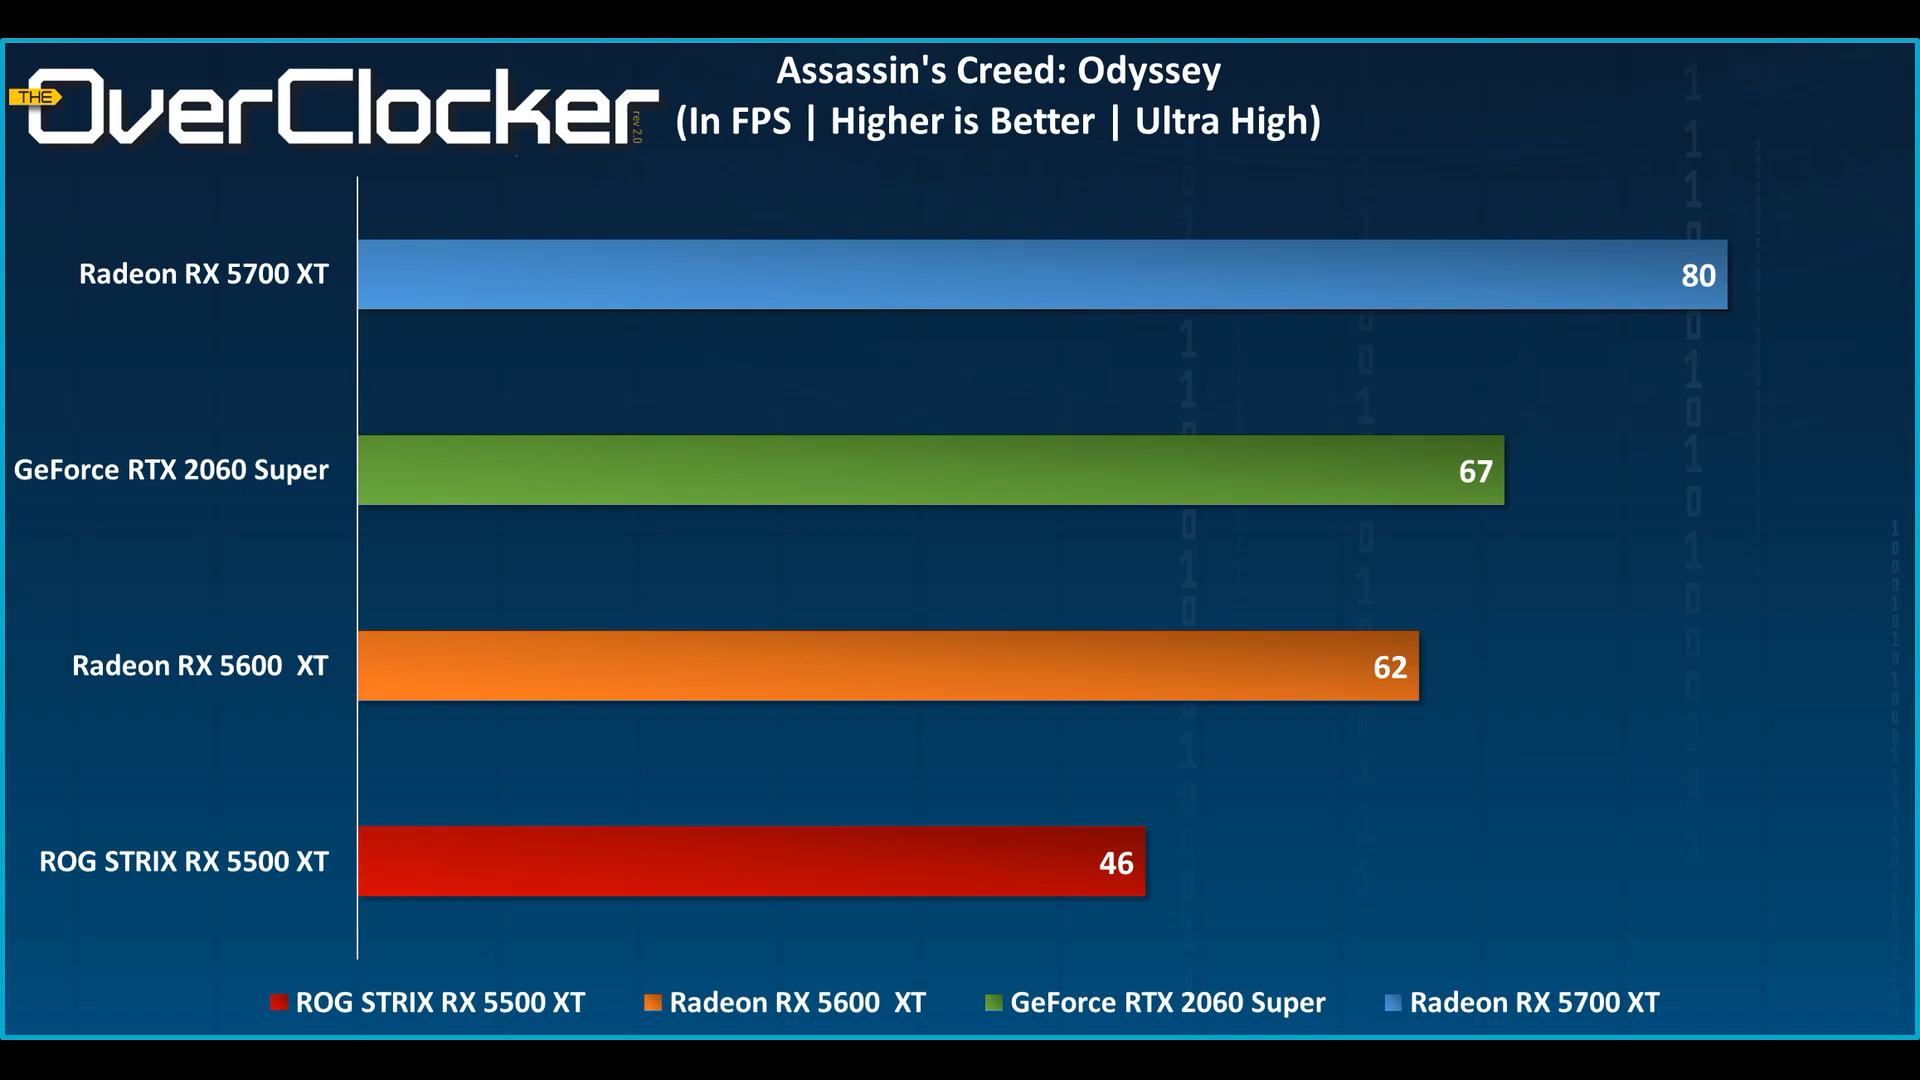 THE OverClocker rev 2.0
Assassin's Creed: Odyssey
(In FPS | Higher is Better | Ultra High)
Radeon RX 5700 XT
80
GeForce RTX 2060 Super
67
Radeon RX 5600  XT
62
ROG STRIX RX 5500 XT
46
ROG STRIX RX 5500 XT
Radeon RX 5600  XT
GeForce RTX 2060 Super
Radeon RX 5700 XT